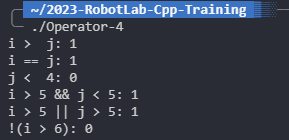 ~/2023-RobotLab-Cpp-Training
./Operator-4
i >  j: 1
i == j: 1
j <  4: 0
i > 5 && j < 5: 1
i > 5 || j > 5: 1
!(i > 6): 0